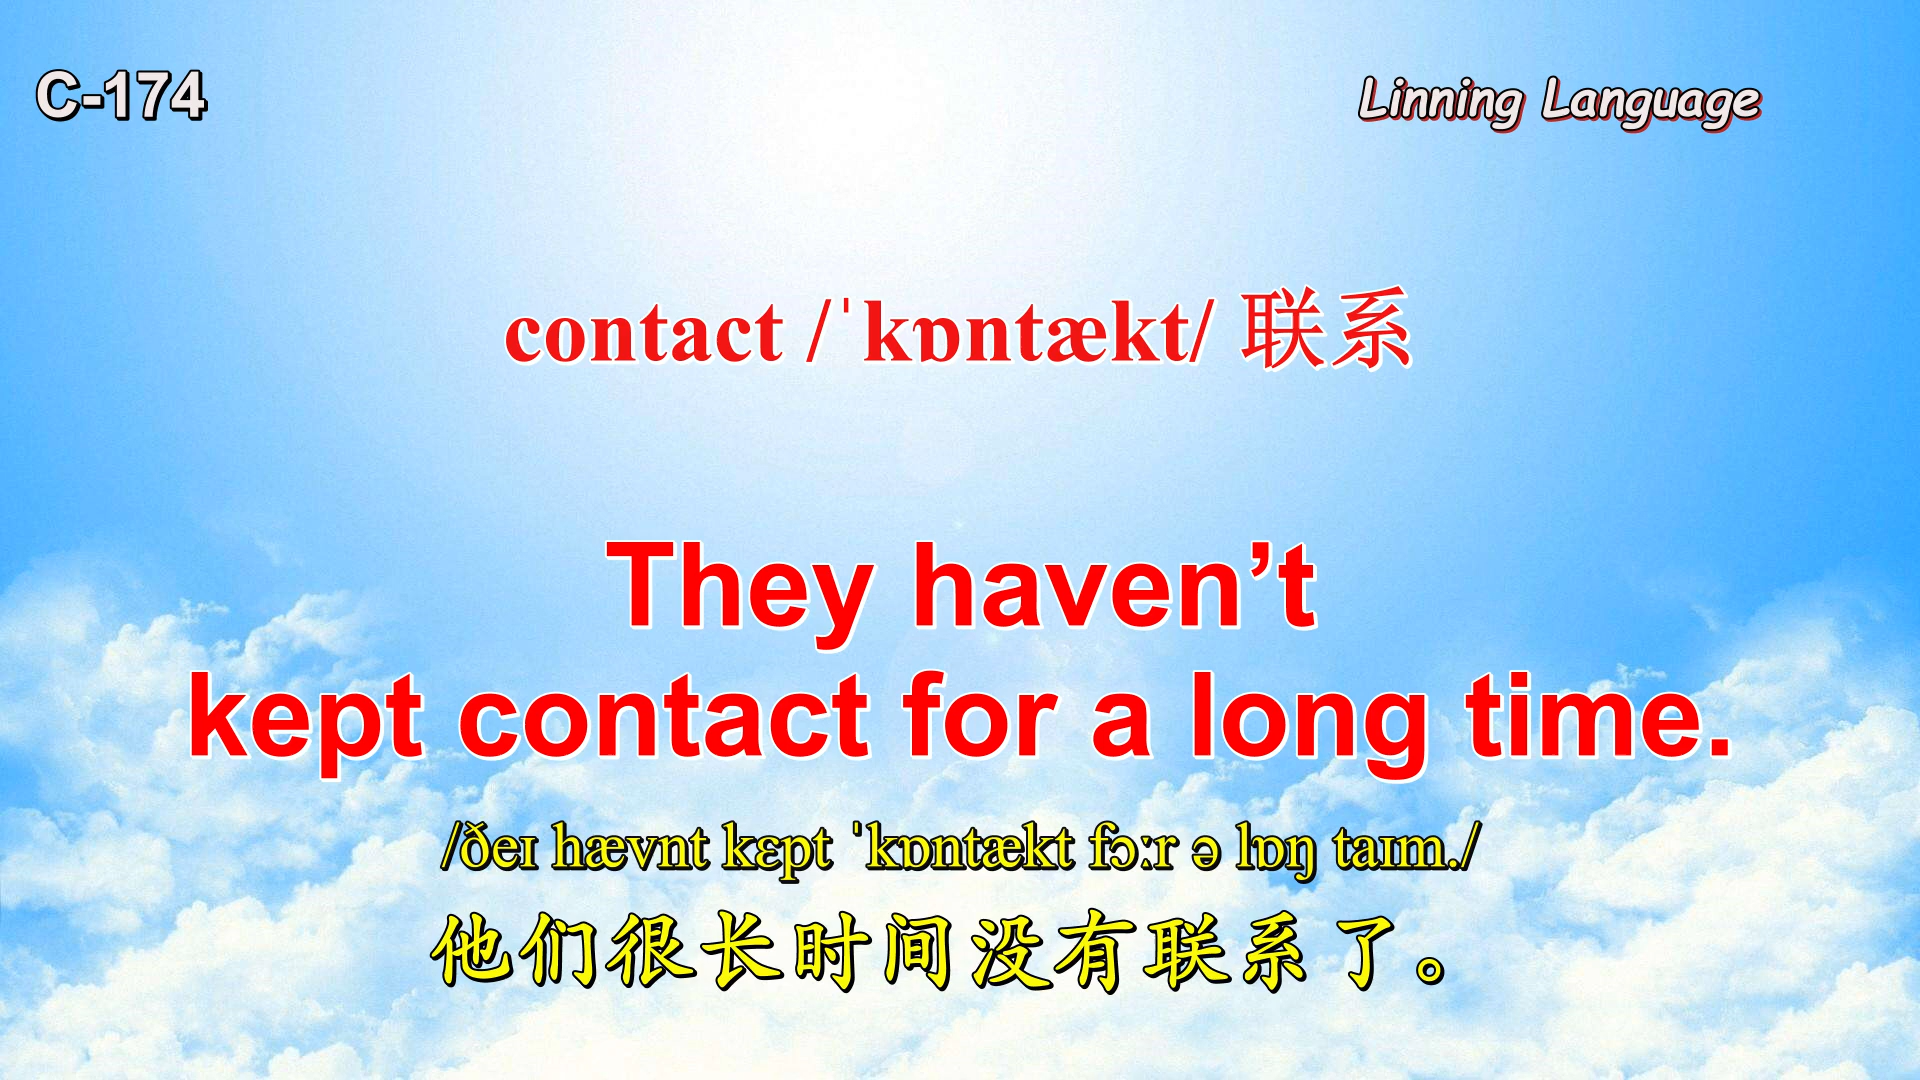 C-174
Linning Language
contact /ˈkɒntækt/ 联系
They haven’t
kept contact for a long time.
/ðeɪ hævnt kɛpt ˈkɒntækt fɔːr ə lɒŋ taɪm./
他们很长时间没有联系了。